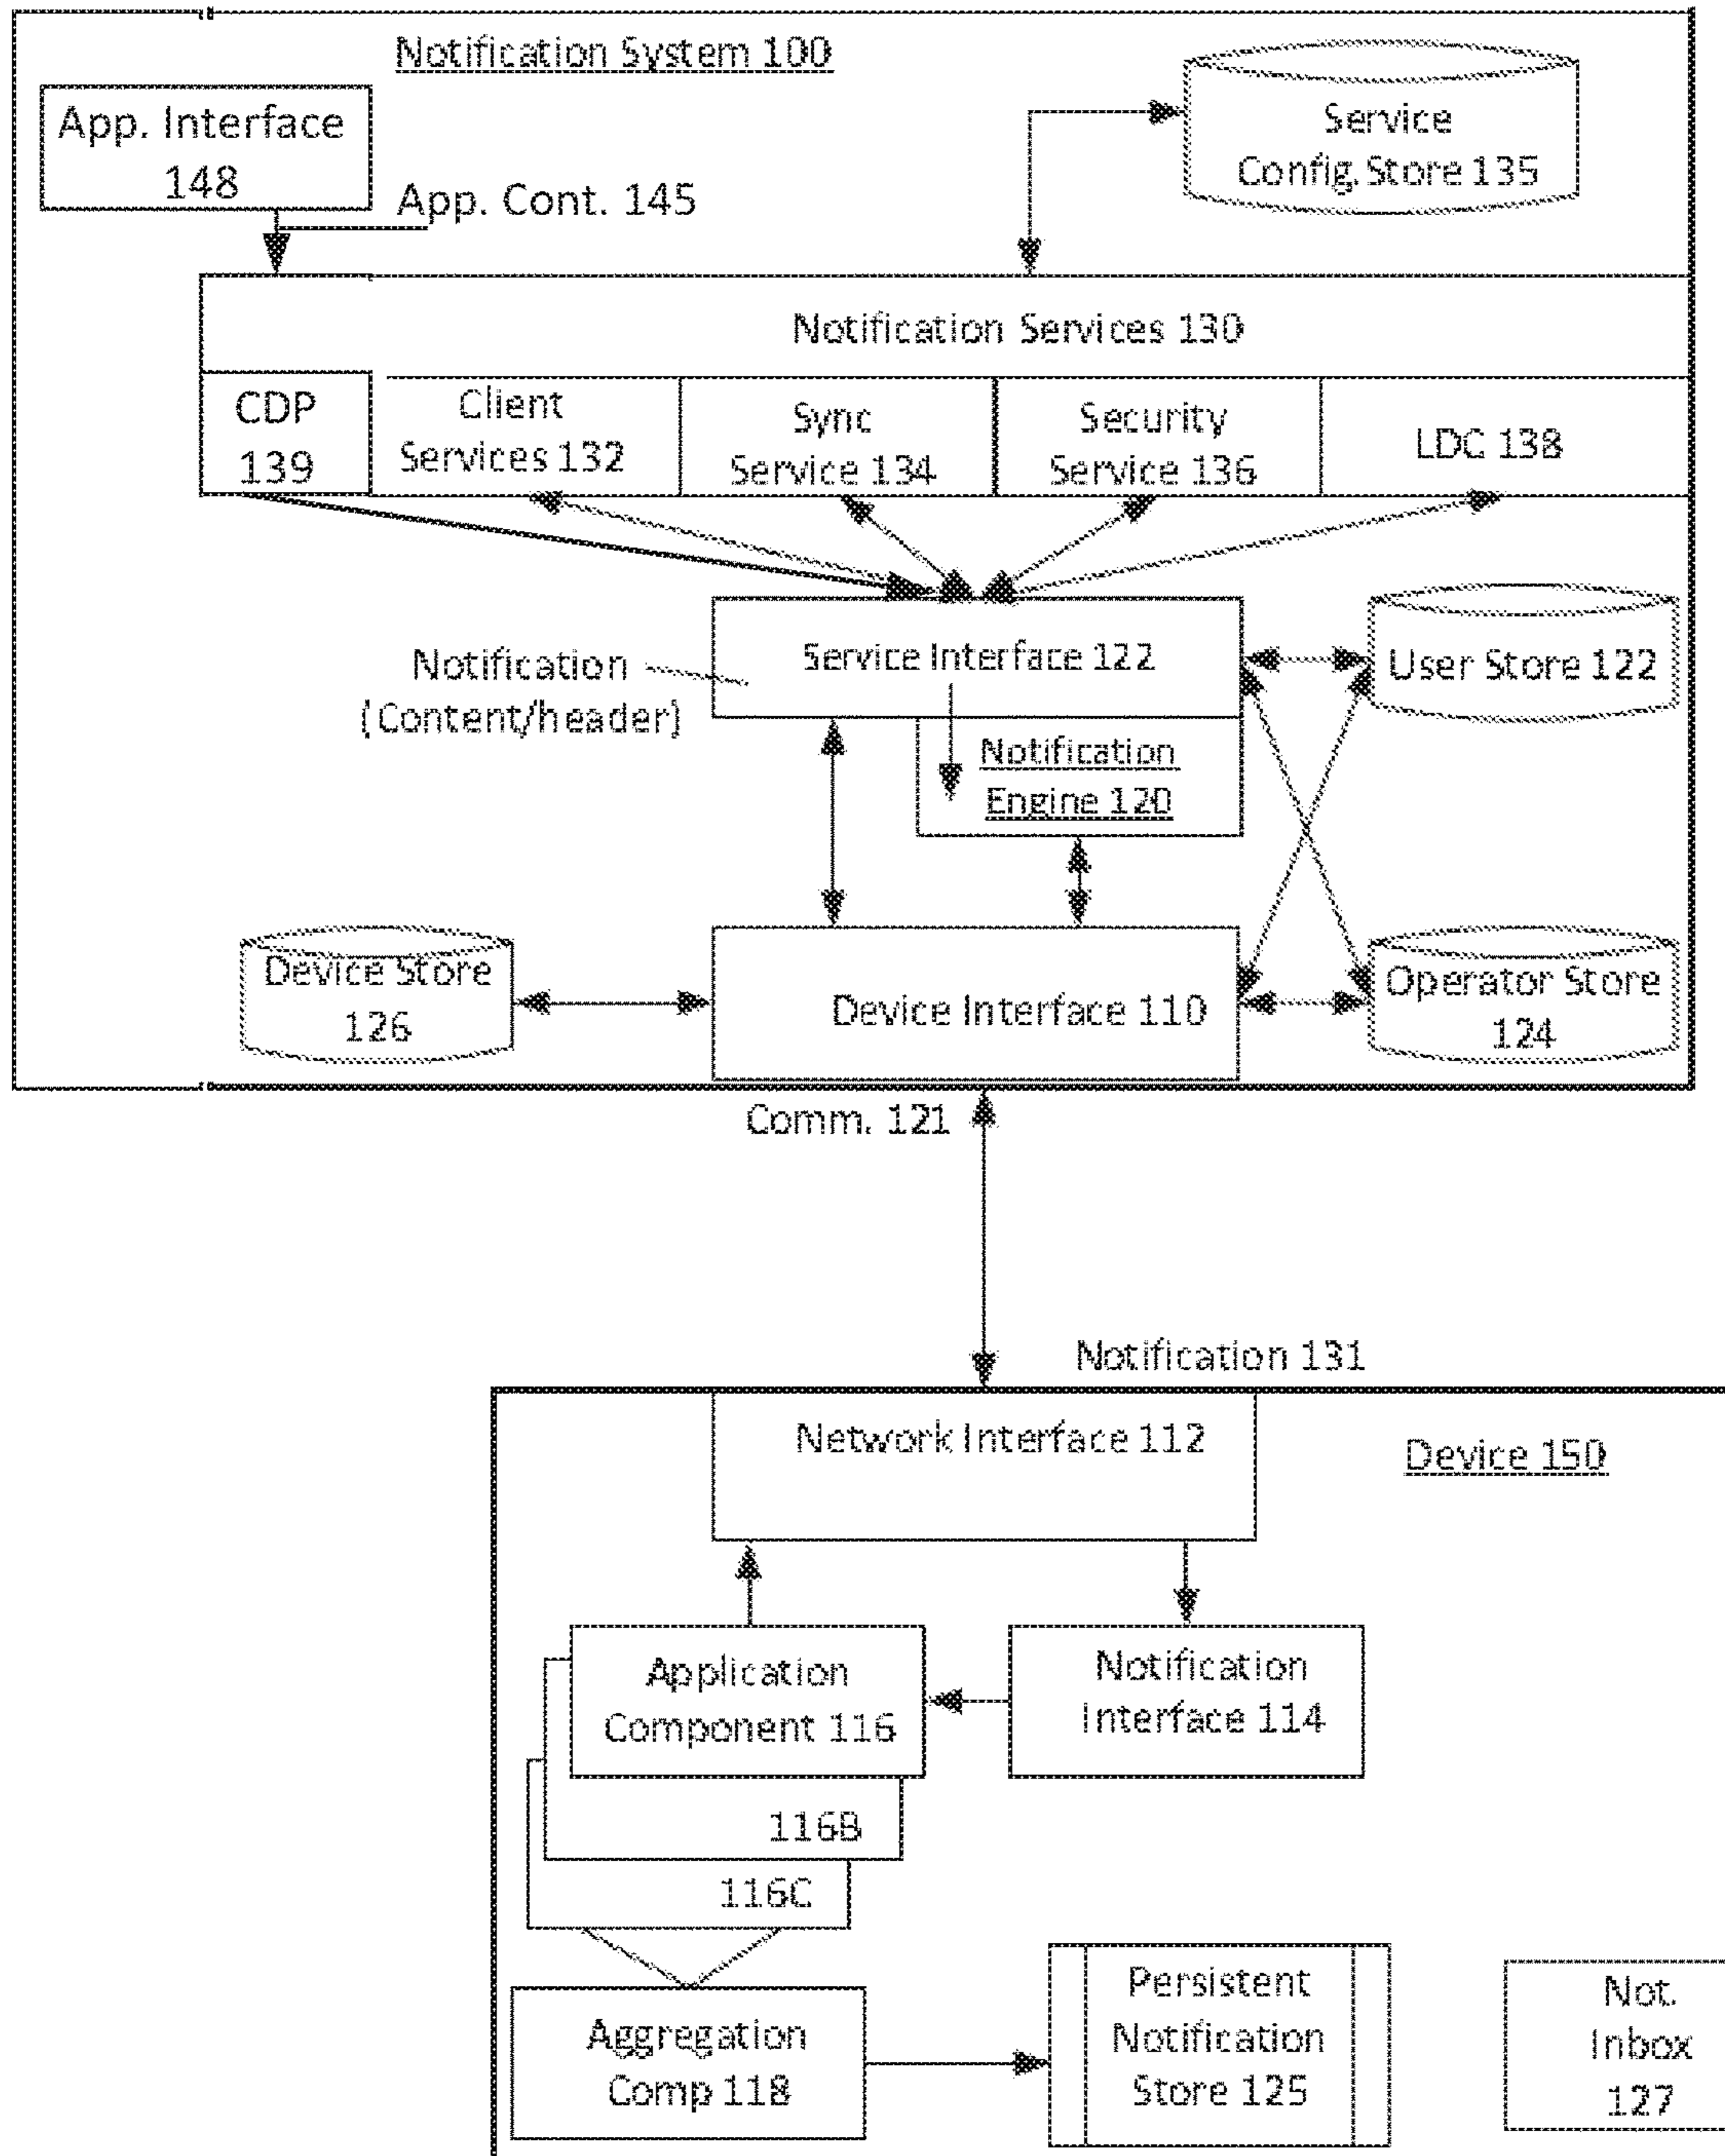 Notification System 100
App. Interface
148
App. Cont. 145
Service
Config.Store 135
Notification Services 130
CDP
139
Client
Services 132
Sync
Service 134
Security
Service 136
LDC 138
Notification
(Content/header)
Service Interface 122
User Store 122
Notification
Engine 120
Device Store
126
Device Interface 110
Operator Store
124
Comm. 121
Notification 131
Network Interface 112
Device 150
Application
Component 116
Notification
Interface 114
116B
116C
Aggregation
Comp 118
Persistent
Notification
Store 125
Not.
Inbox
127